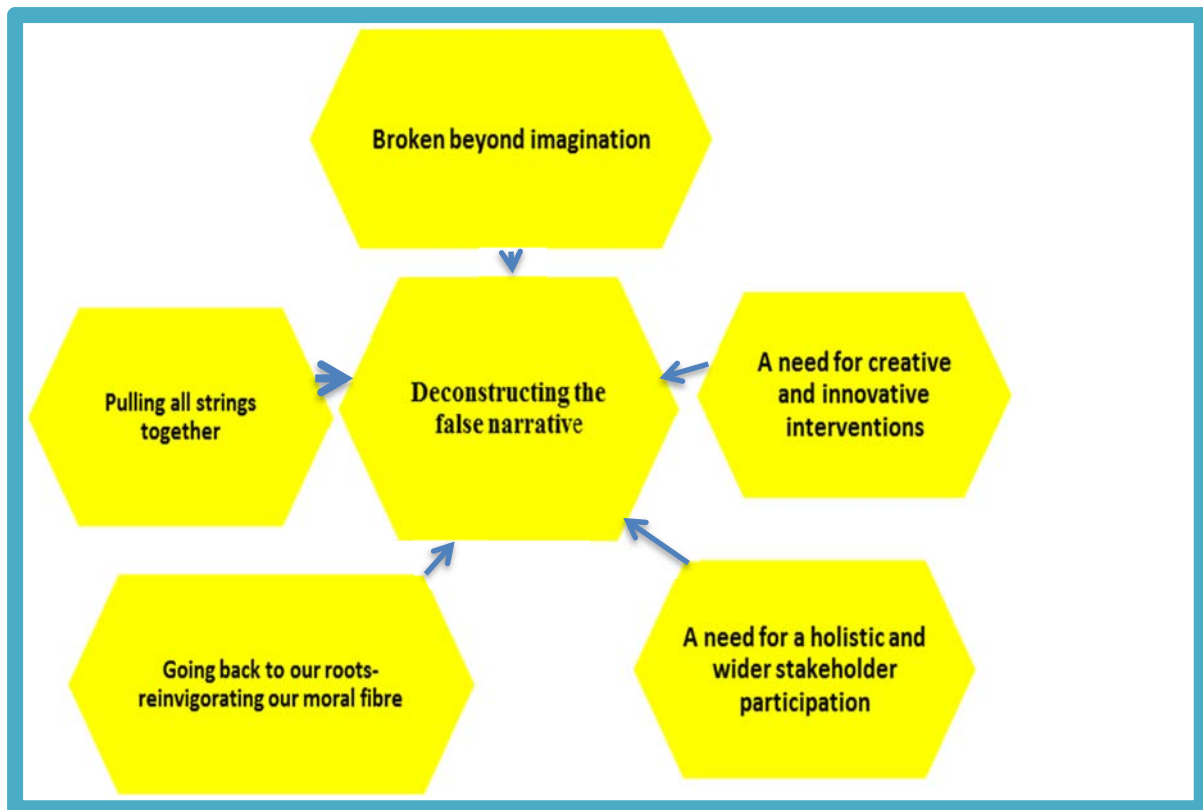 Broken beyond imagination
Deconstructing the
false narrative
A need for creative
and innovative
interventions
Pulling all strings
together
A need for a holistic and
wider stakeholder
participation
Going back to our roots-
reinvigorating our moral fibre